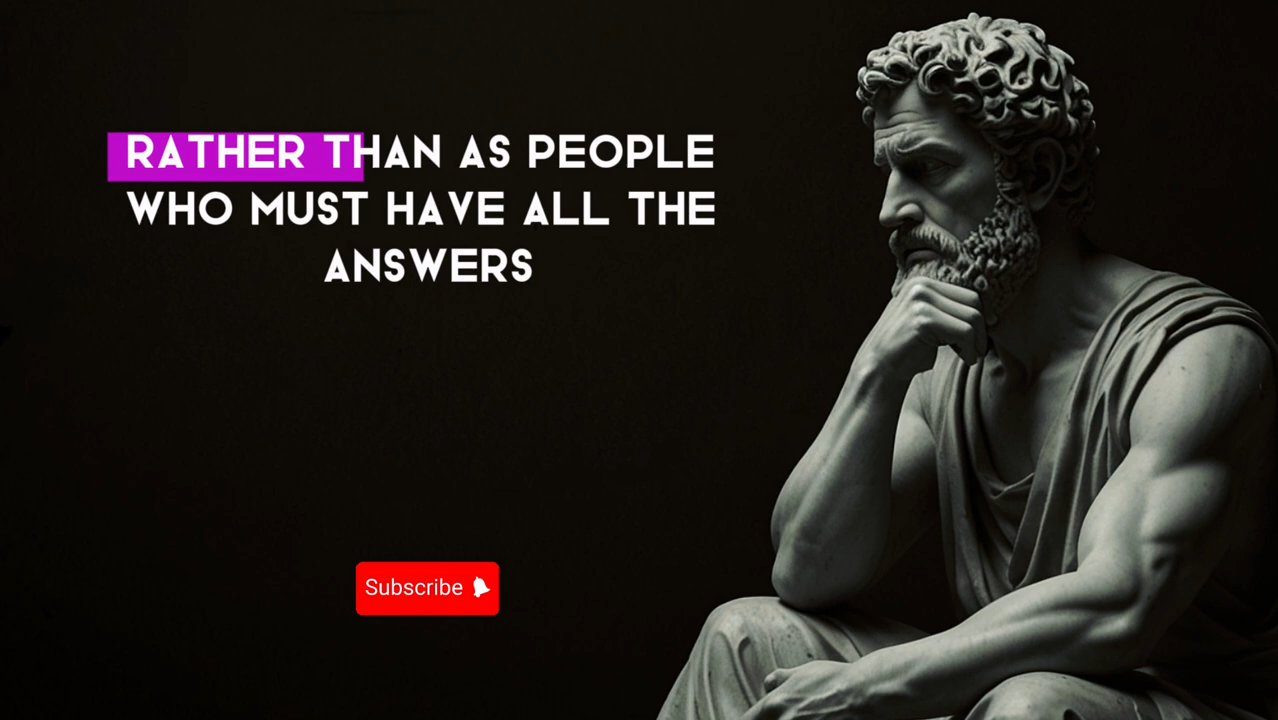 RATHER THAN AS PEOPLE
WHO MUST HAVE ALL THE
ANSWERS
Subscribe